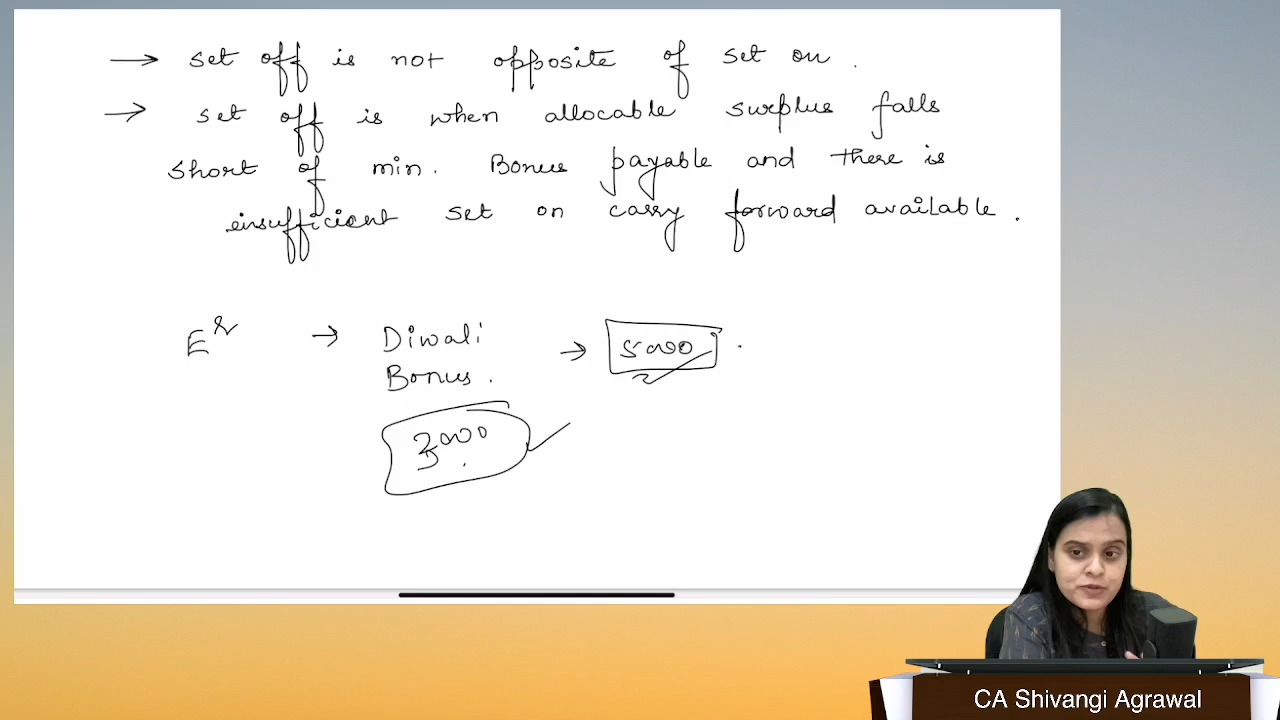 → set off is not opposite of set on.
→ set off is when allocable surplus falls
short of min. Bonus payable and there is
insufficient set on carry forward available.
Er → Diwali → 5000
Bonus.
3000
CA Shivangi Agrawal